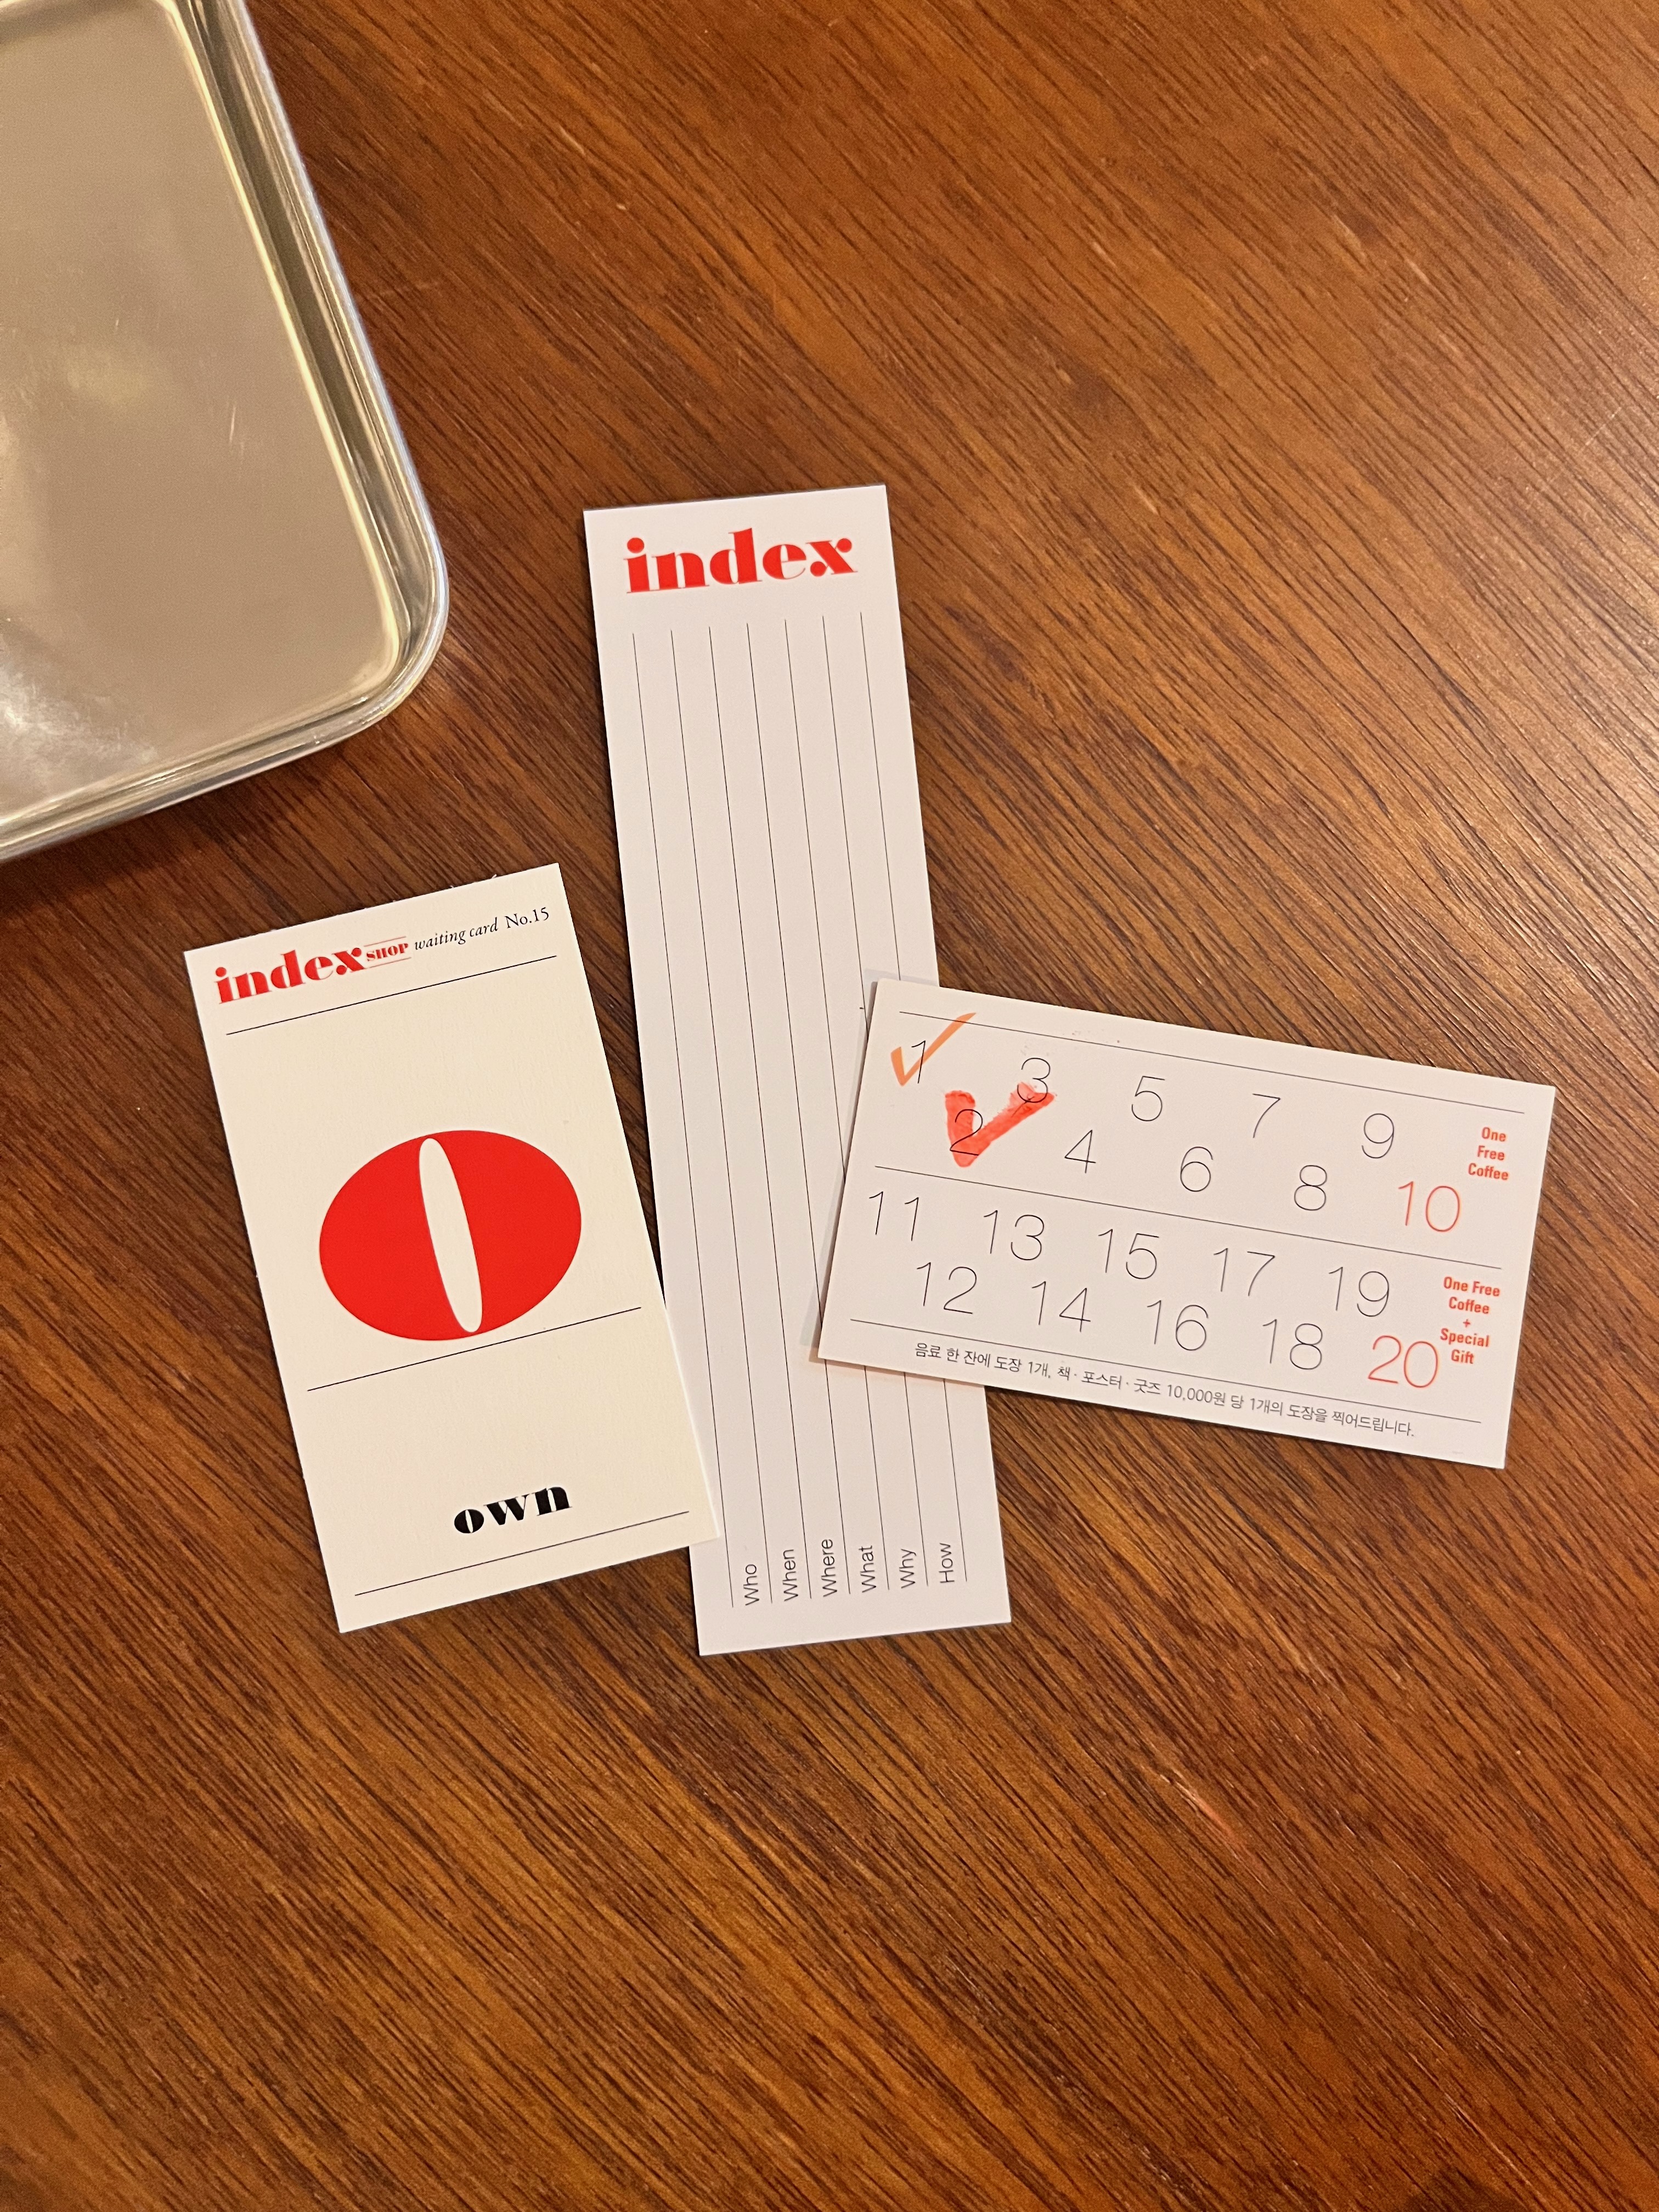 index
Who
When
Where
What
Why
How
index SHOP waiting card No.15
O
own
1 3 5 7 9
2 4 6 8 10
One
Free
Coffee
11 13 15 17 19
12 14 16 18 20
One Free
Coffee
+
Special
Gift
음료 한 잔에 도장 1개, 책 · 포스터 · 굿즈 10,000원 당 1개의 도장을 찍어드립니다.